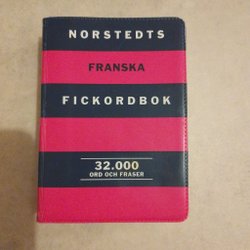 NORSTEDTS
FRANSKA
FICKORDBOK
32.000
ORD OCH FRASER